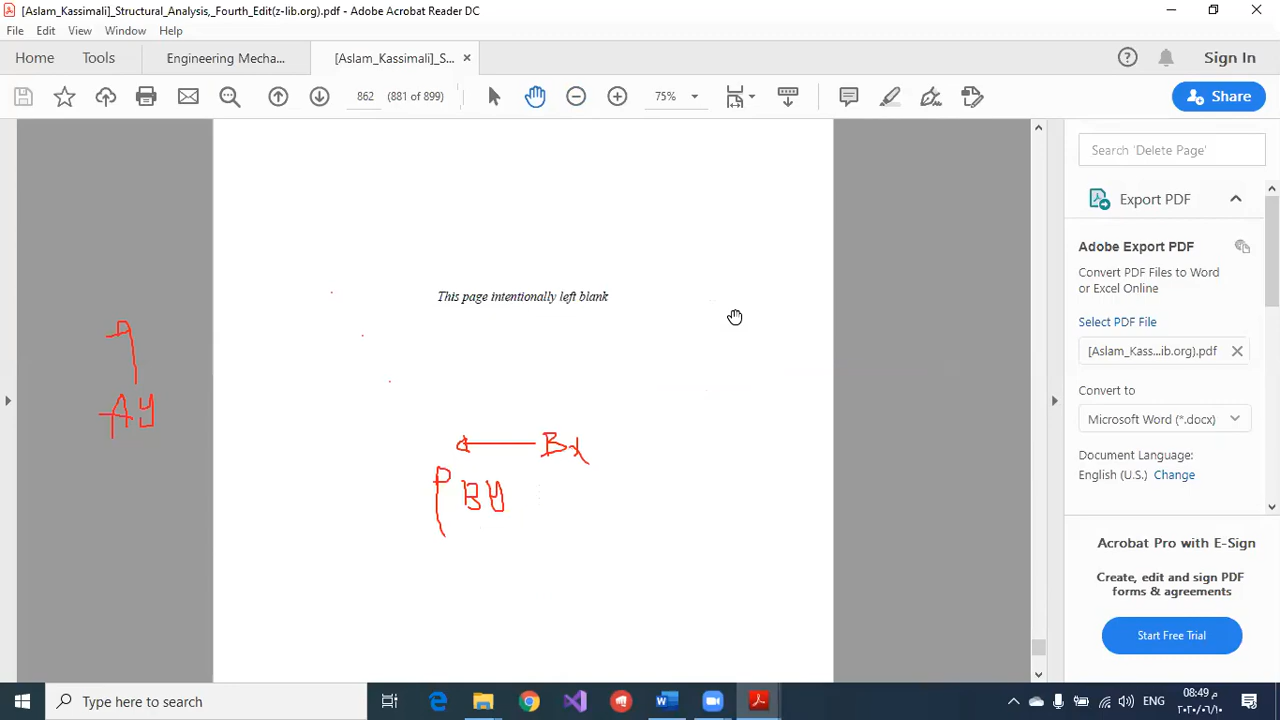 [Aslam_Kassimali]_Structural_Analysis,_Fourth_Edit(z-lib.org).pdf - Adobe Acrobat Reader DC
File Edit View Window Help
Home Tools Engineering Mecha... [Aslam_Kassimali]_S...
Sign In
862 (881 of 899) 75% Share
Search 'Delete Page'
Export PDF
Adobe Export PDF
Convert PDF Files to Word
or Excel Online
Select PDF File
[Aslam_Kass...ib.org).pdf
Convert to
Microsoft Word (*.docx)
Document Language:
English (U.S.) Change
Acrobat Pro with E-Sign
Create, edit and sign PDF
forms & agreements
Start Free Trial
This page intentionally left blank
Ay
Bx
By
Type here to search
ENG
08:49 م